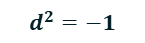 d² = −1